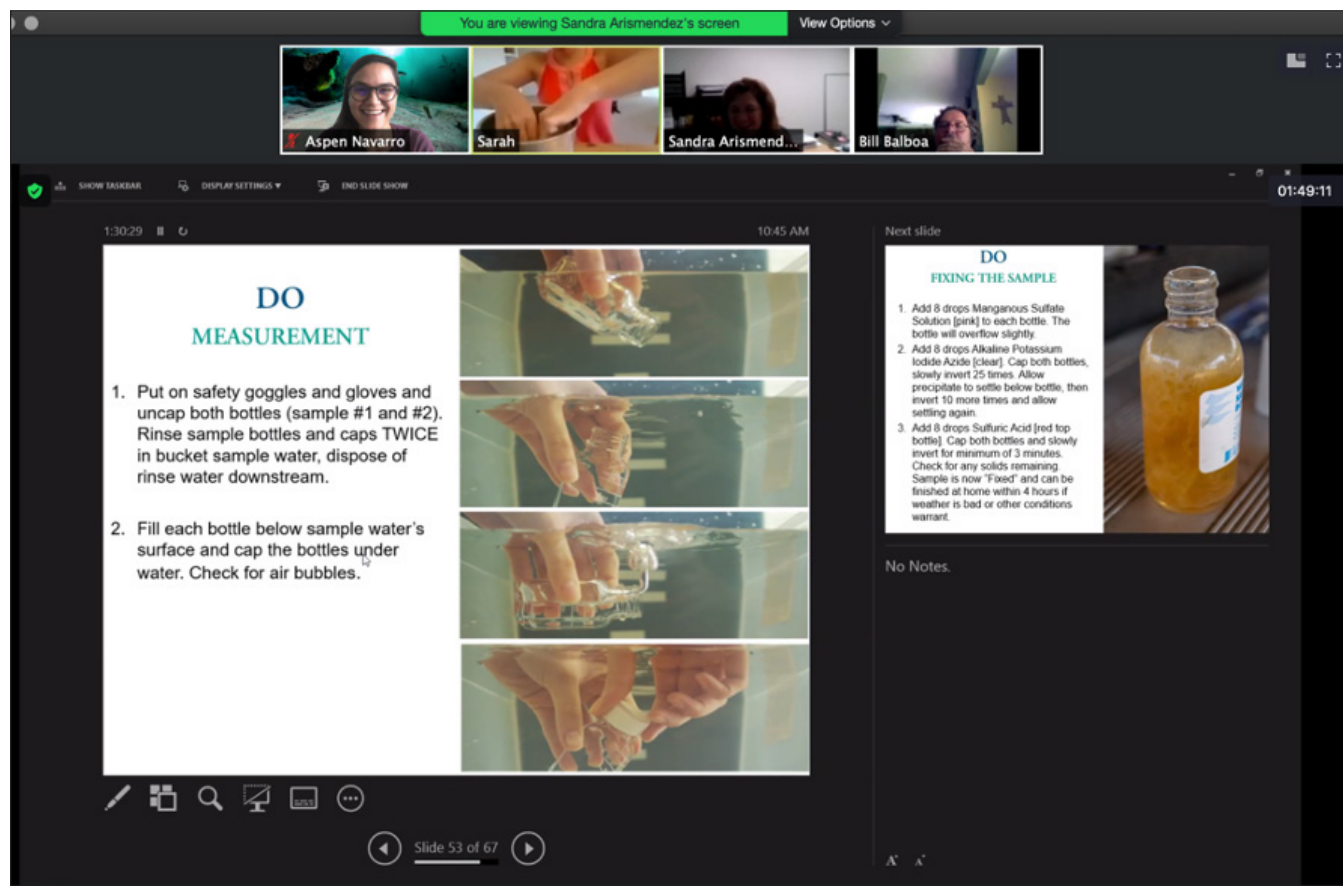 You are viewing Sandra Arismendez's screen
View Options
Aspen Navarro
Sarah
Sandra Arismend...
Bill Balboa
SHOW TASKBAR
DISPLAY SETTINGS
END SLIDE SHOW
01:49:11
1:30:29
10:45 AM
DO
MEASUREMENT
1. Put on safety goggles and gloves and
uncap both bottles (sample #1 and #2).
Rinse sample bottles and caps TWICE
in bucket sample water, dispose of
rinse water downstream.
2. Fill each bottle below sample water's
surface and cap the bottles under
water. Check for air bubbles.
Next slide
DO
FIXING THE SAMPLE
1. Add 8 drops Manganous Sulfate
Solution [pink] to each bottle. The
bottle will overflow slightly.
2. Add 8 drops Alkaline Potassium
Iodide Azide [clear]. Cap both bottles,
slowly invert 25 times. Allow
precipitate to settle below bottle, then
invert 10 more times and allow
settling again.
3. Add 8 drops Sulfuric Acid [red top
bottle]. Cap both bottles and slowly
invert for minimum of 3 minutes.
Check for any solids remaining.
Sample is now "Fixed" and can be
finished at home within 4 hours if
weather is bad or other conditions
warrant.
No Notes.
Slide 53 of 67
A A